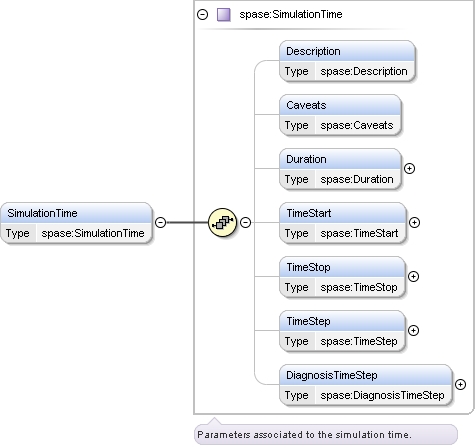 spase:SimulationTime
Description
Type spase:Description
Caveats
Type spase:Caveats
Duration
Type spase:Duration
SimulationTime
Type spase:SimulationTime
TimeStart
Type spase:TimeStart
TimeStop
Type spase:TimeStop
TimeStep
Type spase:TimeStep
DiagnosisTimeStep
Type spase:DiagnosisTimeStep
Parameters associated to the simulation time.